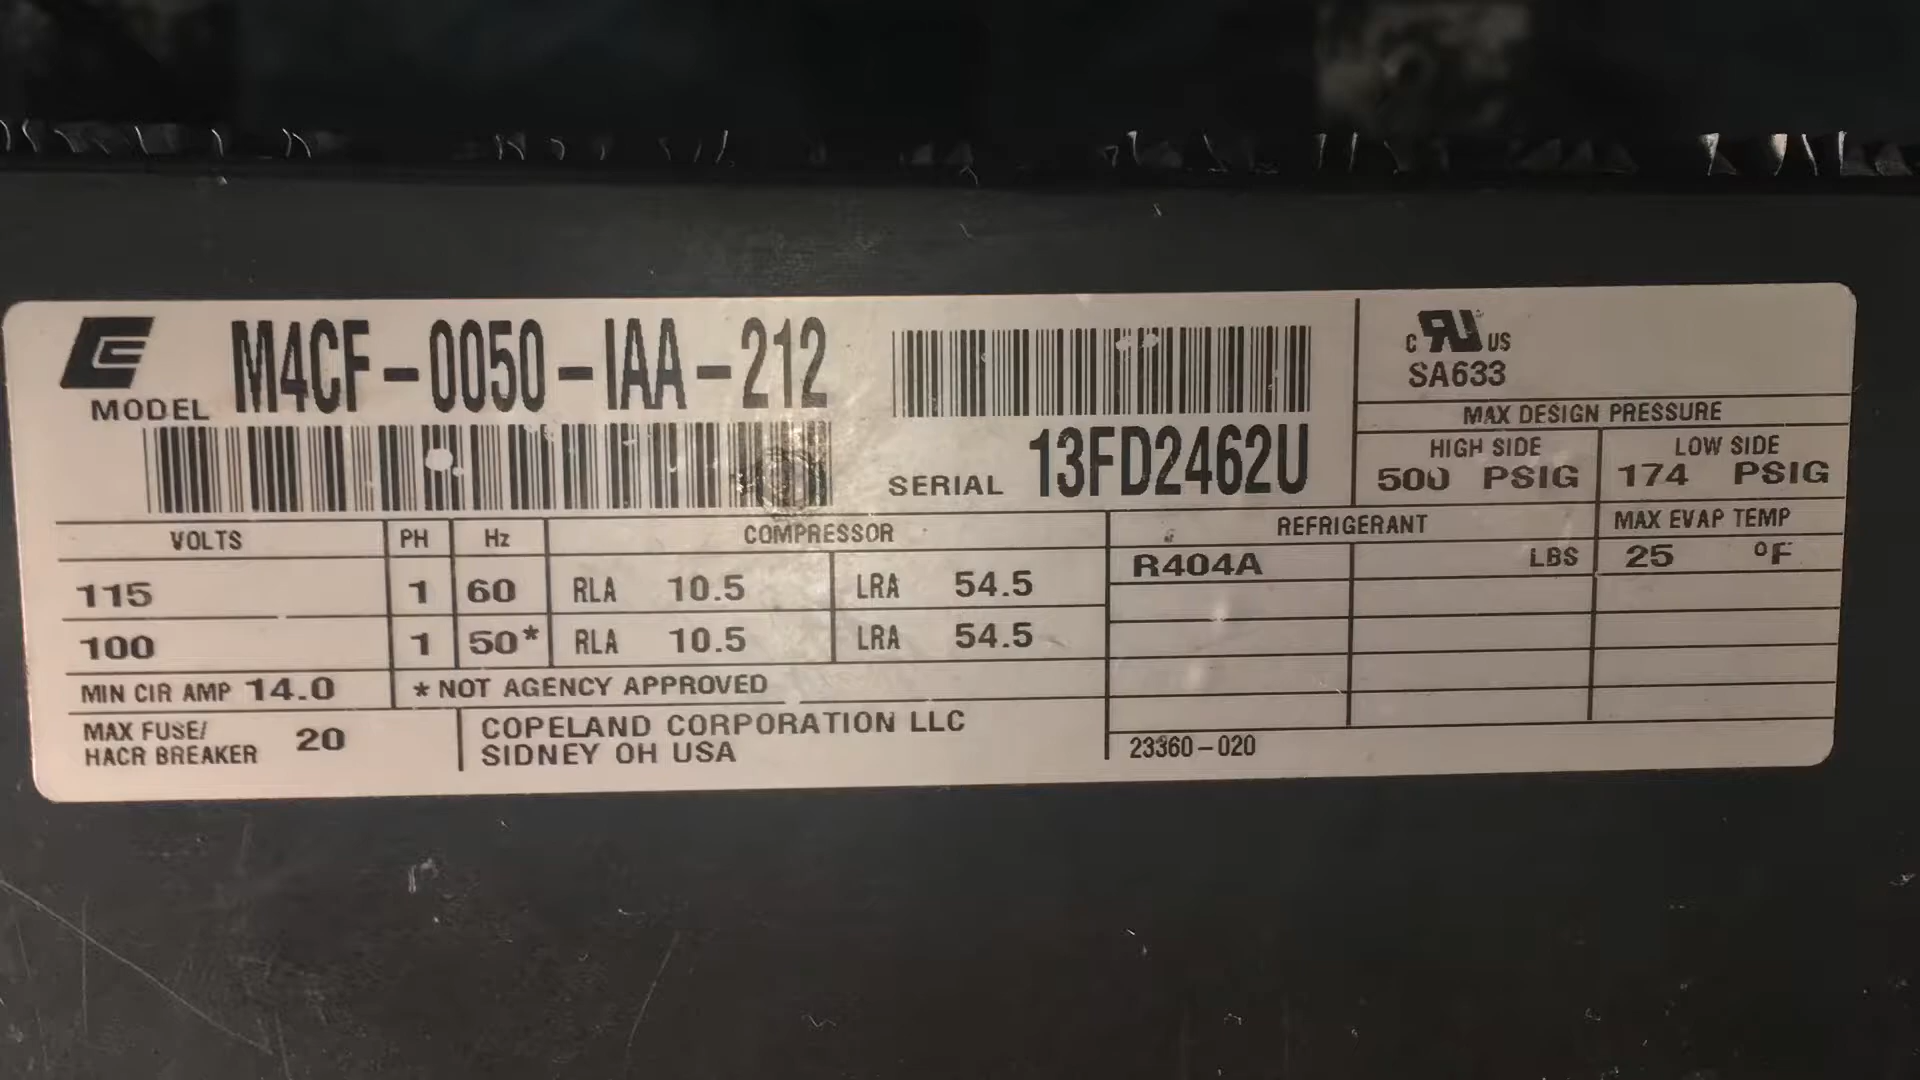 MODEL M4CF-0050-IAA-212
SERIAL 13FD2462U
C RU US
SA633
MAX DESIGN PRESSURE
HIGH SIDE LOW SIDE
500 PSIG 174 PSIG
VOLTS PH Hz COMPRESSOR REFRIGERANT MAX EVAP TEMP
R404A LBS 25 °F
115 1 60 RLA 10.5 LRA 54.5
100 1 50* RLA 10.5 LRA 54.5
MIN CIR AMP 14.0 * NOT AGENCY APPROVED
MAX FUSE/
HACR BREAKER 20
COPELAND CORPORATION LLC
SIDNEY OH USA
23360-020